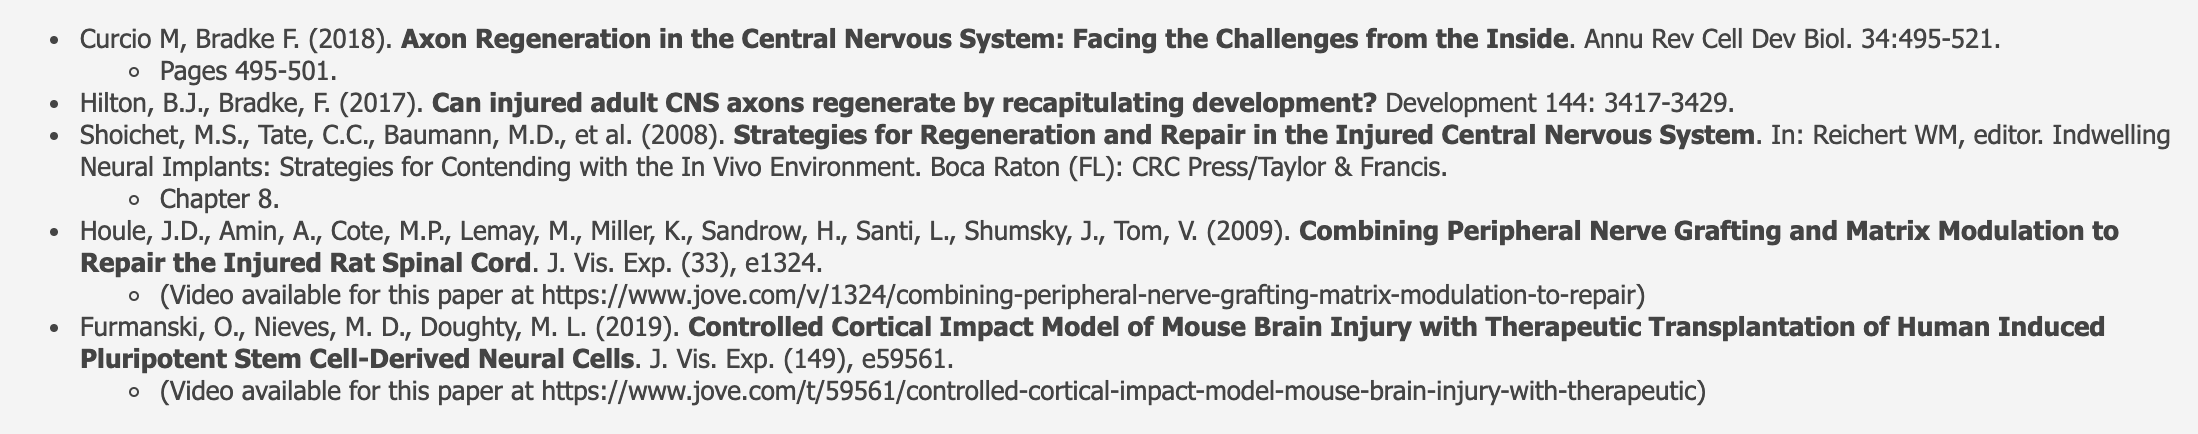 • Curcio M, Bradke F. (2018). Axon Regeneration in the Central Nervous System: Facing the Challenges from the Inside. Annu Rev Cell Dev Biol. 34:495-521.
◦ Pages 495-501.
• Hilton, B.J., Bradke, F. (2017). Can injured adult CNS axons regenerate by recapitulating development? Development 144: 3417-3429.
• Shoichet, M.S., Tate, C.C., Baumann, M.D., et al. (2008). Strategies for Regeneration and Repair in the Injured Central Nervous System. In: Reichert WM, editor. Indwelling
Neural Implants: Strategies for Contending with the In Vivo Environment. Boca Raton (FL): CRC Press/Taylor & Francis.
◦ Chapter 8.
• Houle, J.D., Amin, A., Cote, M.P., Lemay, M., Miller, K., Sandrow, H., Santi, L., Shumsky, J., Tom, V. (2009). Combining Peripheral Nerve Grafting and Matrix Modulation to
Repair the Injured Rat Spinal Cord. J. Vis. Exp. (33), e1324.
◦ (Video available for this paper at https://www.jove.com/v/1324/combining-peripheral-nerve-grafting-matrix-modulation-to-repair)
• Furmanski, O., Nieves, M. D., Doughty, M. L. (2019). Controlled Cortical Impact Model of Mouse Brain Injury with Therapeutic Transplantation of Human Induced
Pluripotent Stem Cell-Derived Neural Cells. J. Vis. Exp. (149), e59561.
◦ (Video available for this paper at https://www.jove.com/t/59561/controlled-cortical-impact-model-mouse-brain-injury-with-therapeutic)